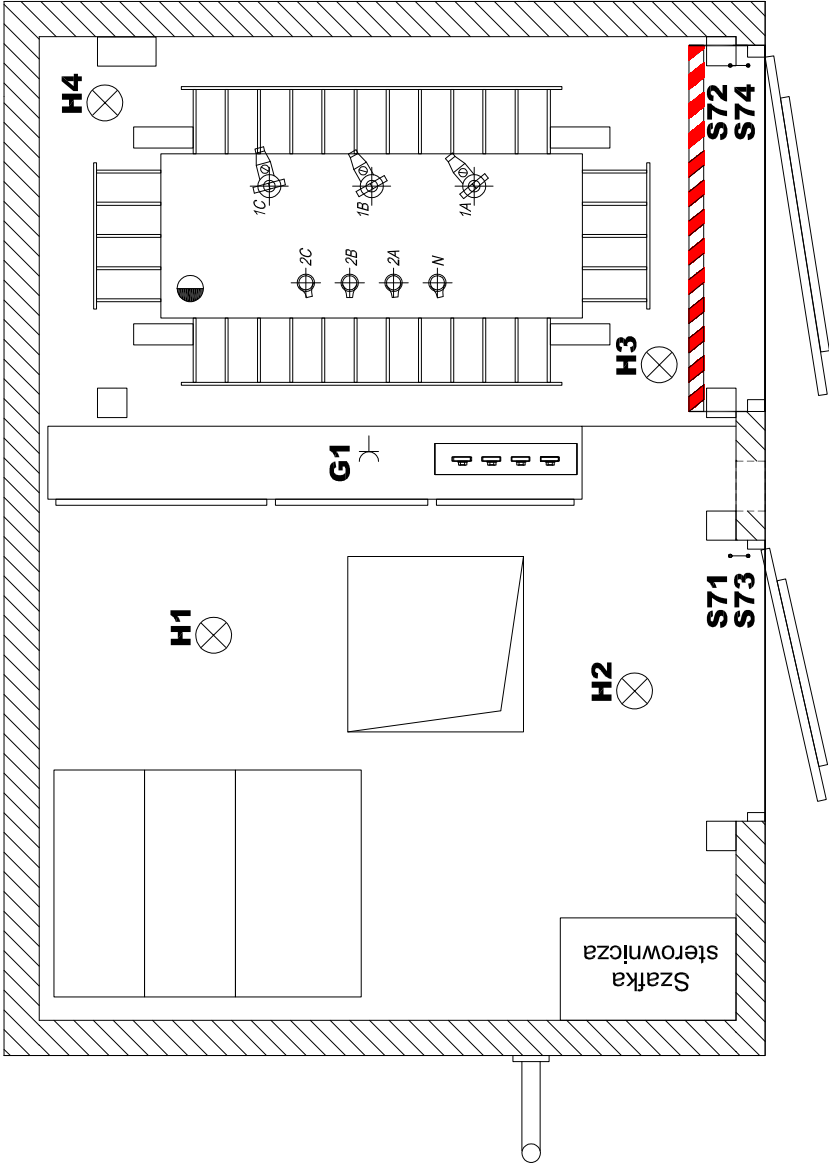 H4
S72
S74
1C
1B
1A
2C
2B
2A
N
H3
G1
S71
S73
H1
H2
Szafka
sterownicza